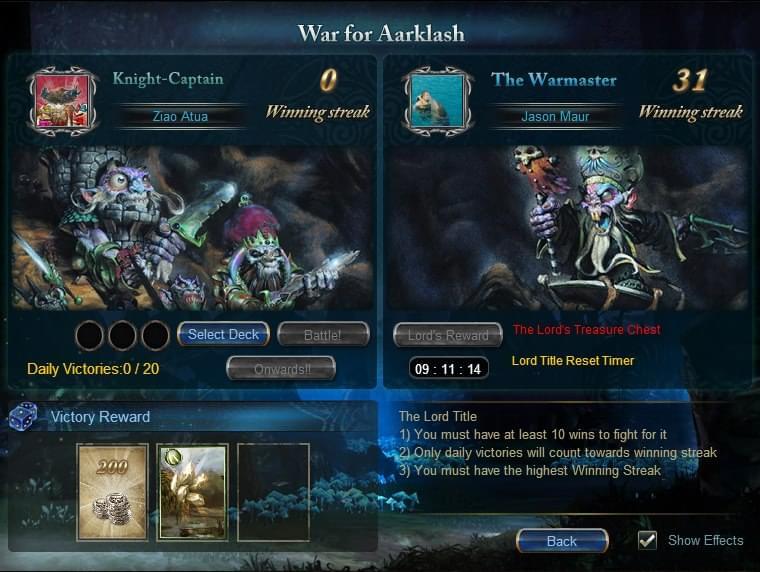 War for Aarklash
Knight-Captain
0
Ziao Atua
Winning streak
The Warmaster
31
Jason Maur
Winning streak
Select Deck
Battle!
Daily Victories:0 / 20
Onwards!!
Lord's Reward
The Lord's Treasure Chest
09 : 11 : 14
Lord Title Reset Timer
Victory Reward
200
The Lord Title
1) You must have at least 10 wins to fight for it
2) Only daily victories will count towards winning streak
3) You must have the highest Winning Streak
Back
Show Effects